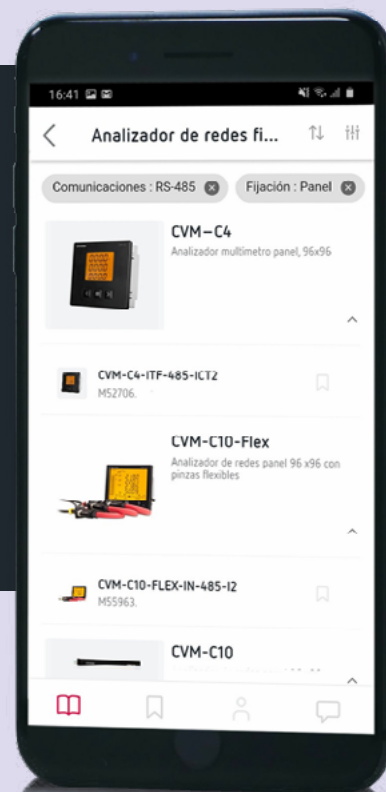 16:41
Analizador de redes fi...
Comunicaciones : RS-485
Fijación : Panel
CVM-C4
Analizador multimetro panel, 96x96
CVM-C4-ITF-485-ICT2
M52706.
CVM-C10-Flex
Analizador de redes panel 96 x96 con
pinzas flexibles
CVM-C10-FLEX-IN-485-I2
M55963.
CVM-C10